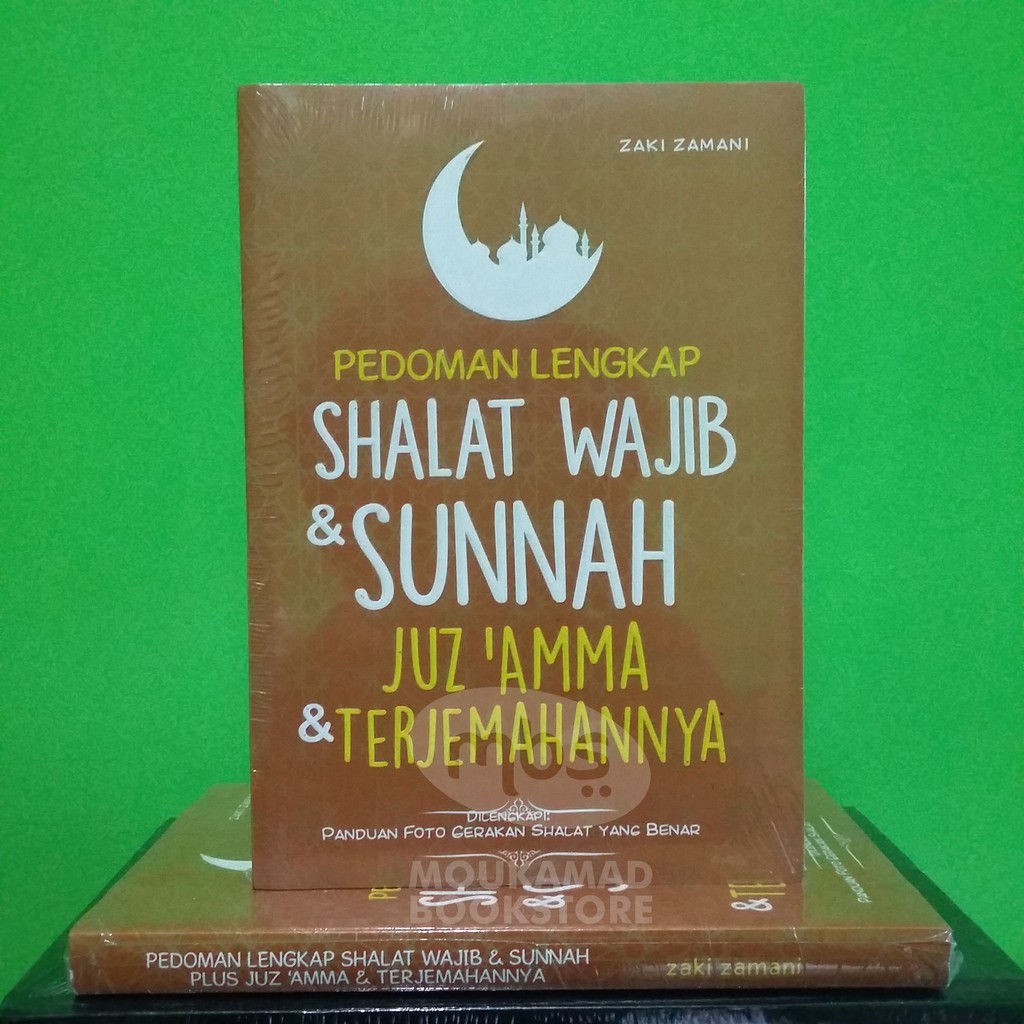 ZAKI ZAMANI
PEDOMAN LENGKAP
SHALAT WAJIB
& SUNNAH
JUZ 'AMMA
& TERJEMAHANNYA
mos
DILENGKAPI:
PANDUAN FOTO GERAKAN SHALAT YANG BENAR
MOUKAMAD
BOOKSTORE
PEDOMAN LENGKAP SHALAT WAJIB & SUNNAH
PLUS JUZ 'AMMA & TERJEMAHANNYA
zaki zamani